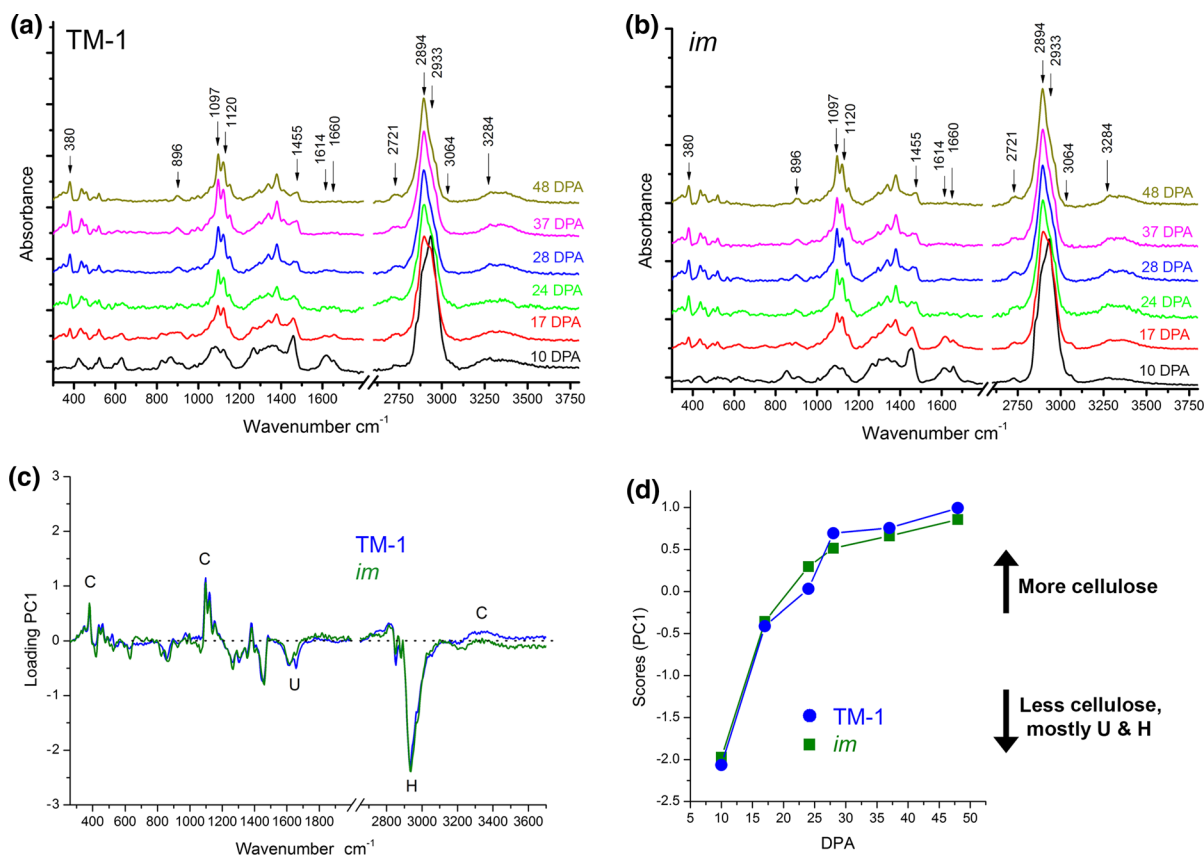 (a)
TM-1
380
896
1097
1120
1455
1614
1660
2721
2894
2933
3064
3284
48 DPA
37 DPA
28 DPA
24 DPA
17 DPA
10 DPA
Absorbance
400 600 800 1000 1200 1400 1600 2750 3000 3250 3500 3750
Wavenumber cm-1
(b)
im
380
896
1097
1120
1455
1614
1660
2721
2894
2933
3064
3284
48 DPA
37 DPA
28 DPA
24 DPA
17 DPA
10 DPA
Absorbance
400 600 800 1000 1200 1400 1600 2750 3000 3250 3500 3750
Wavenumber cm-1
(c)
3
2
1
0
-1
-2
-3
Loading PC1
TM-1
im
C
C
C
U
H
400 600 800 1000 1200 1400 1600 1800 2800 3000 3200 3400 3600
Wavenumber cm-1
(d)
1.0
0.5
0.0
-0.5
-1.0
-1.5
-2.0
-2.5
Scores (PC1)
TM-1
im
5 10 15 20 25 30 35 40 45 50
DPA
More cellulose
Less cellulose,
mostly U & H